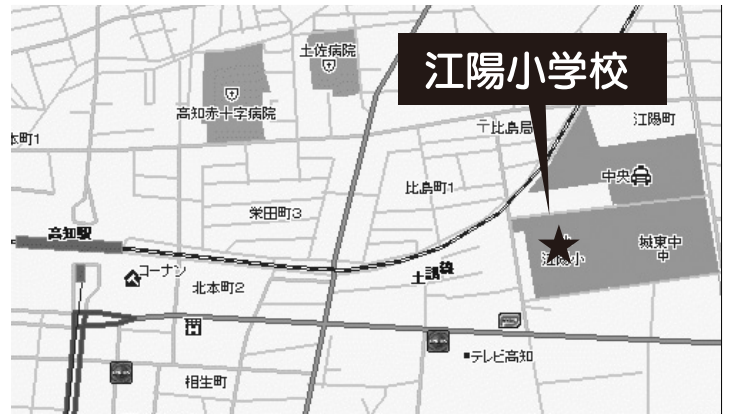 江陽小学校
土佐病院
高知赤十字病院
〒比島局
江陽町
本町1
比島町1
中央
栄田町3
高知駅
江陽小
城東中
中
コーナン
土讃線
北本町2
テレビ高知
相生町